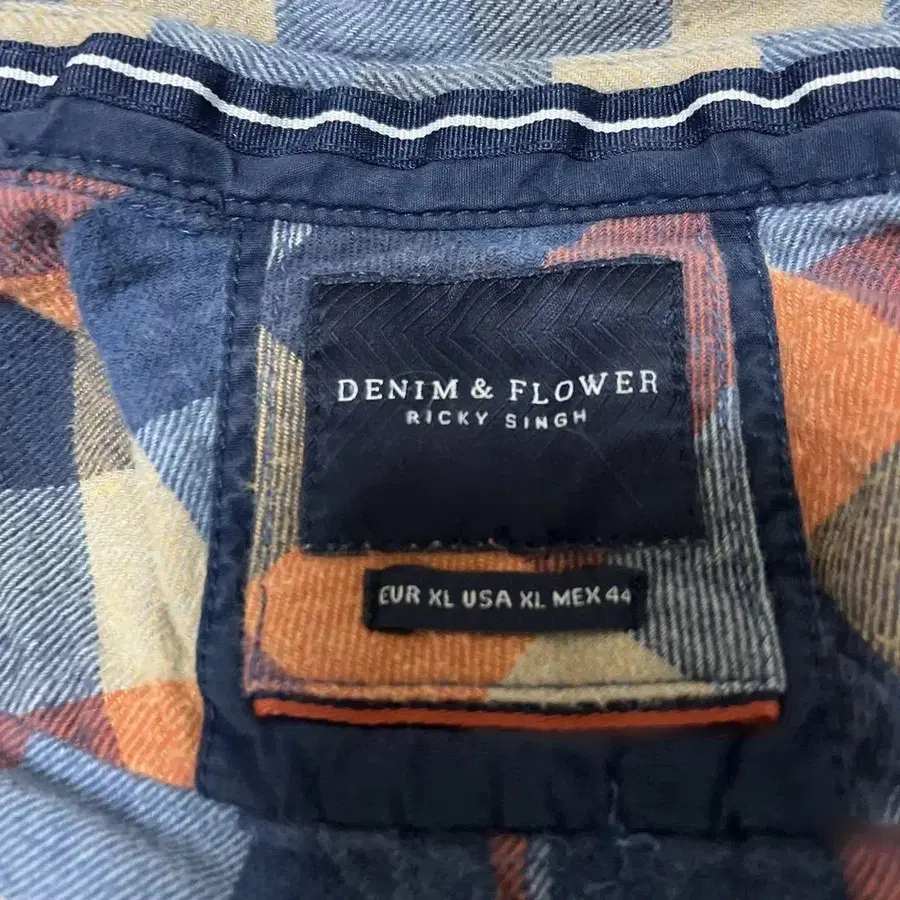 DENIM & FLOWER
RICKY SINGH
EUR XL USA XL MEX 44